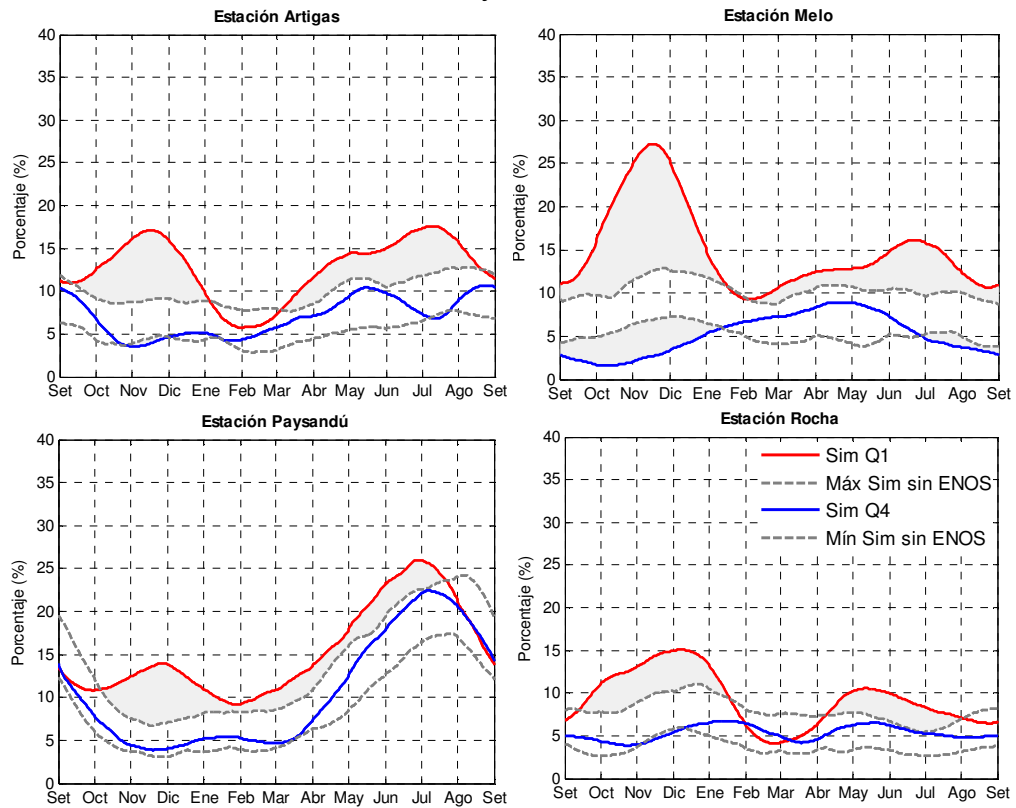 Estación Artigas
40
35
30
25
20
15
10
5
0
Porcentaje (%)
Set Oct Nov Dic Ene Feb Mar Abr May Jun Jul Ago Set
Estación Melo
40
35
30
25
20
15
10
5
0
Porcentaje (%)
Set Oct Nov Dic Ene Feb Mar Abr May Jun Jul Ago Set
Estación Paysandú
40
35
30
25
20
15
10
5
0
Porcentaje (%)
Set Oct Nov Dic Ene Feb Mar Abr May Jun Jul Ago Set
Estación Rocha
40
35
30
25
20
15
10
5
0
Porcentaje (%)
Sim Q1
Máx Sim sin ENOS
Sim Q4
Mín Sim sin ENOS
Set Oct Nov Dic Ene Feb Mar Abr May Jun Jul Ago Set